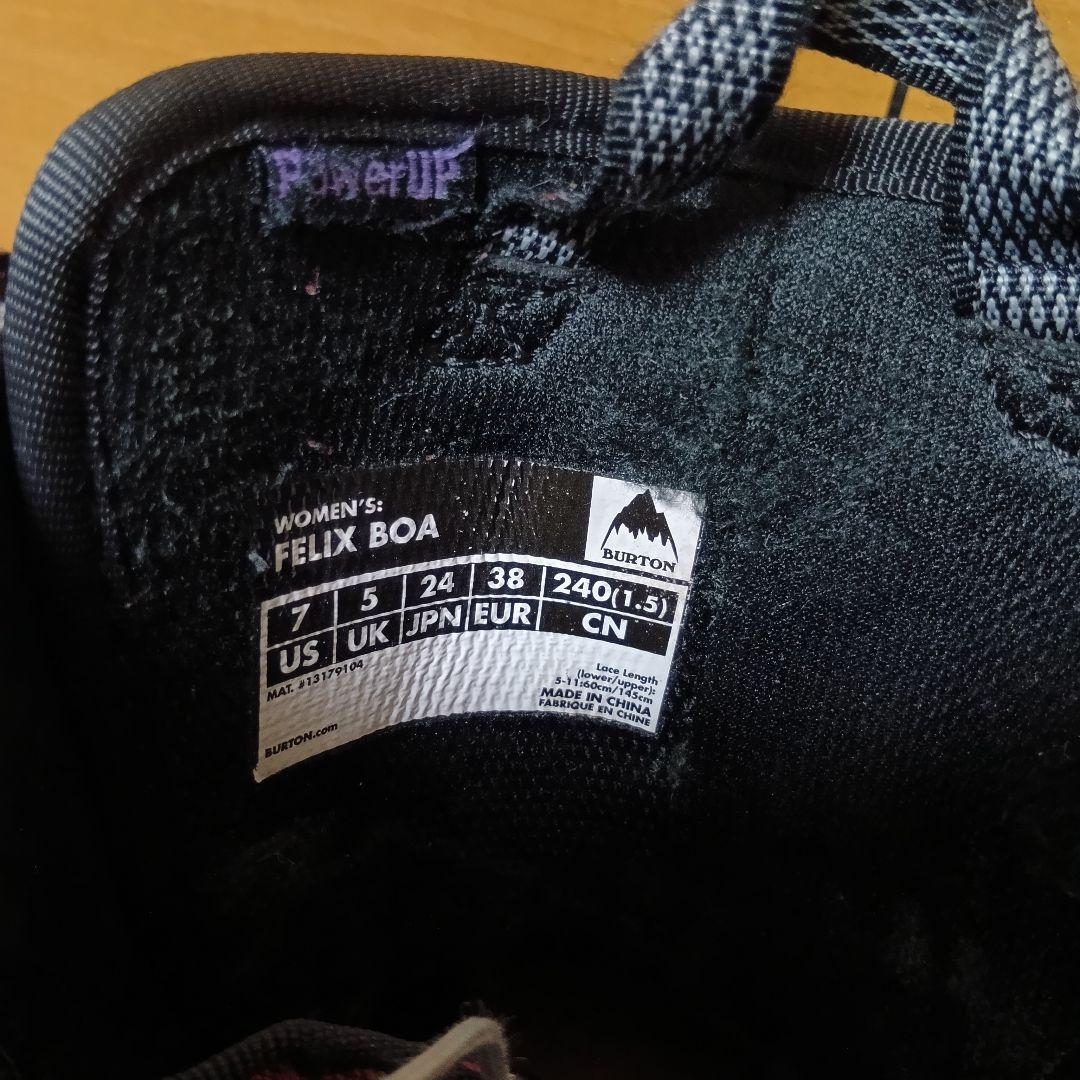 PowerUP
WOMEN'S:
FELIX BOA
BURTON
7 5 24 38 240(1.5)
US UK JPN EUR CN
MAT. #13179104
Lace Length
(lower/upper):
5-11:60cm/145cm
MADE IN CHINA
FABRIQUE EN CHINE
BURTON.com